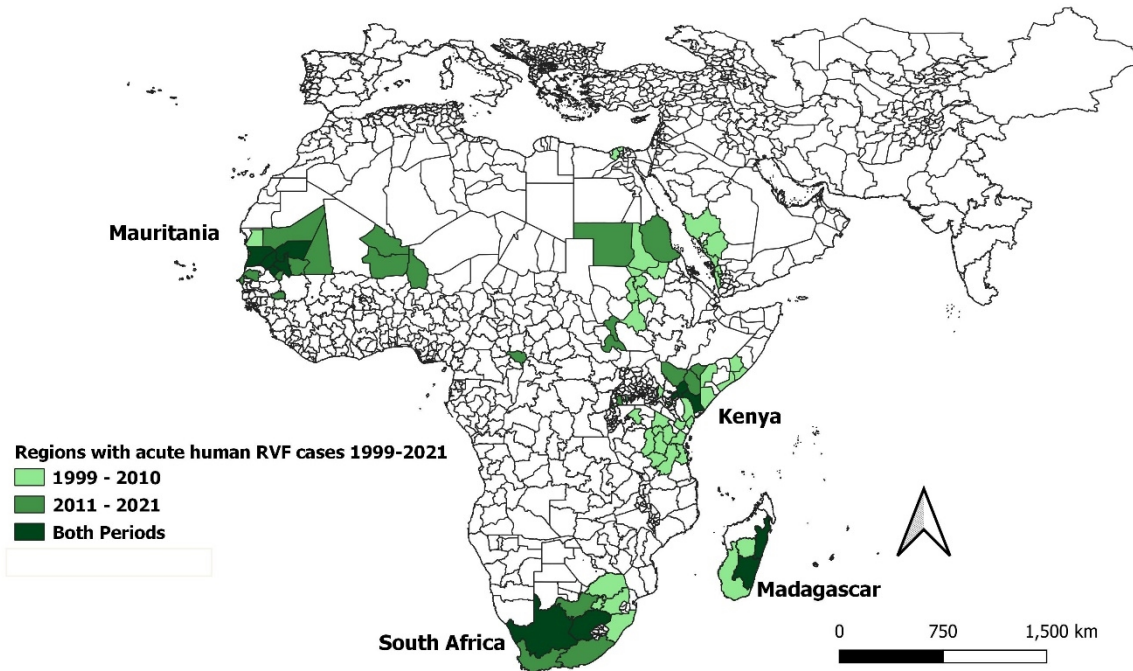 Mauritania
Kenya
Regions with acute human RVF cases 1999-2021
1999 - 2010
2011 - 2021
Both Periods
Madagascar
South Africa
0 750 1,500 km